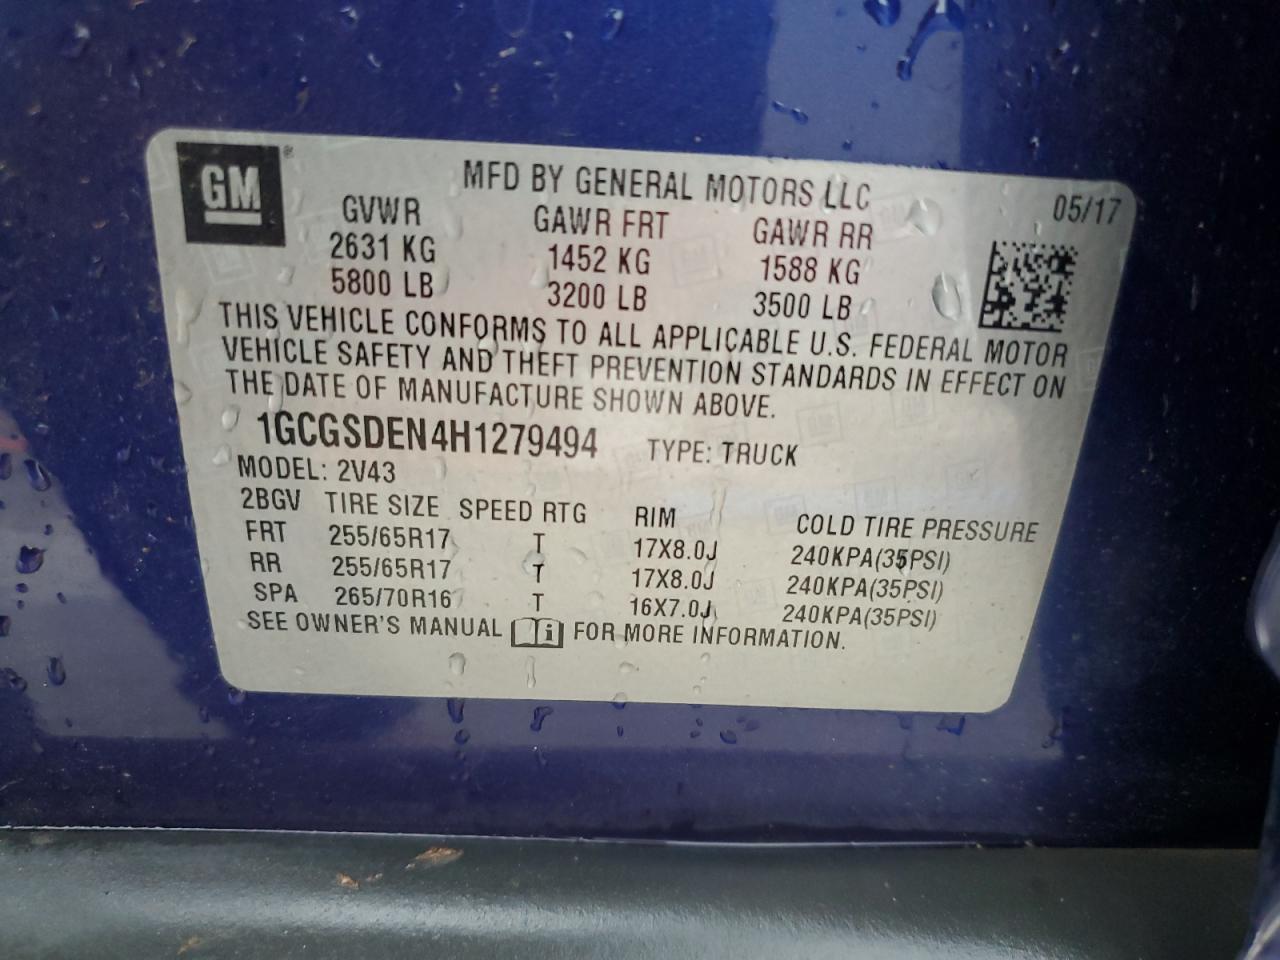 GM®
MFD BY GENERAL MOTORS LLC 05/17
GVWR GAWR FRT GAWR RR
2631 KG 1452 KG 1588 KG
5800 LB 3200 LB 3500 LB
THIS VEHICLE CONFORMS TO ALL APPLICABLE U.S. FEDERAL MOTOR
VEHICLE SAFETY AND THEFT PREVENTION STANDARDS IN EFFECT ON
THE DATE OF MANUFACTURE SHOWN ABOVE.
1GCGSDEN4H1279494 TYPE: TRUCK
MODEL: 2V43
2BGV TIRE SIZE SPEED RTG RIM COLD TIRE PRESSURE
FRT 255/65R17 T 17X8.0J 240KPA(35PSI)
RR 255/65R17 T 17X8.0J 240KPA(35PSI)
SPA 265/70R16 T 16X7.0J 240KPA(35PSI)
SEE OWNER'S MANUAL i FOR MORE INFORMATION.